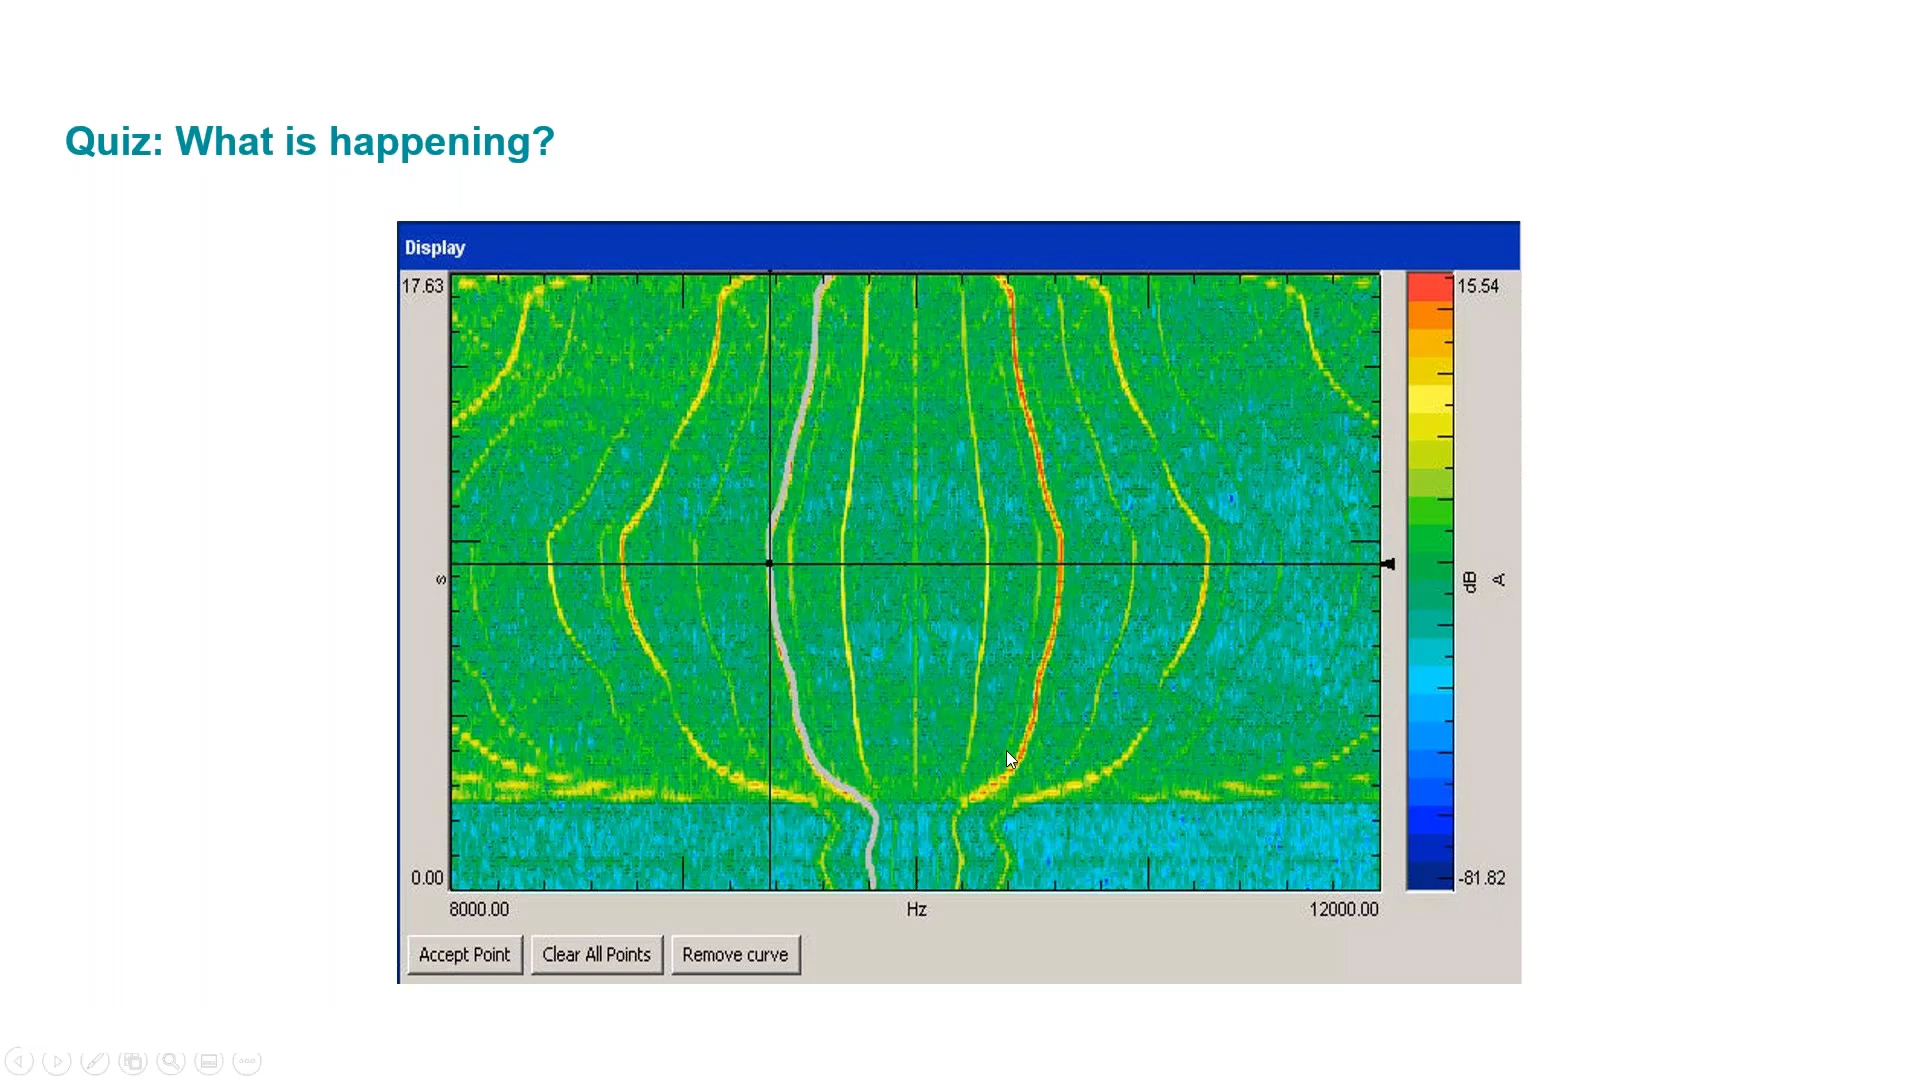 Quiz: What is happening?
Display
17.63
s
0.00
8000.00
Hz
12000.00
15.54
dB
A
-81.82
Accept Point
Clear All Points
Remove curve